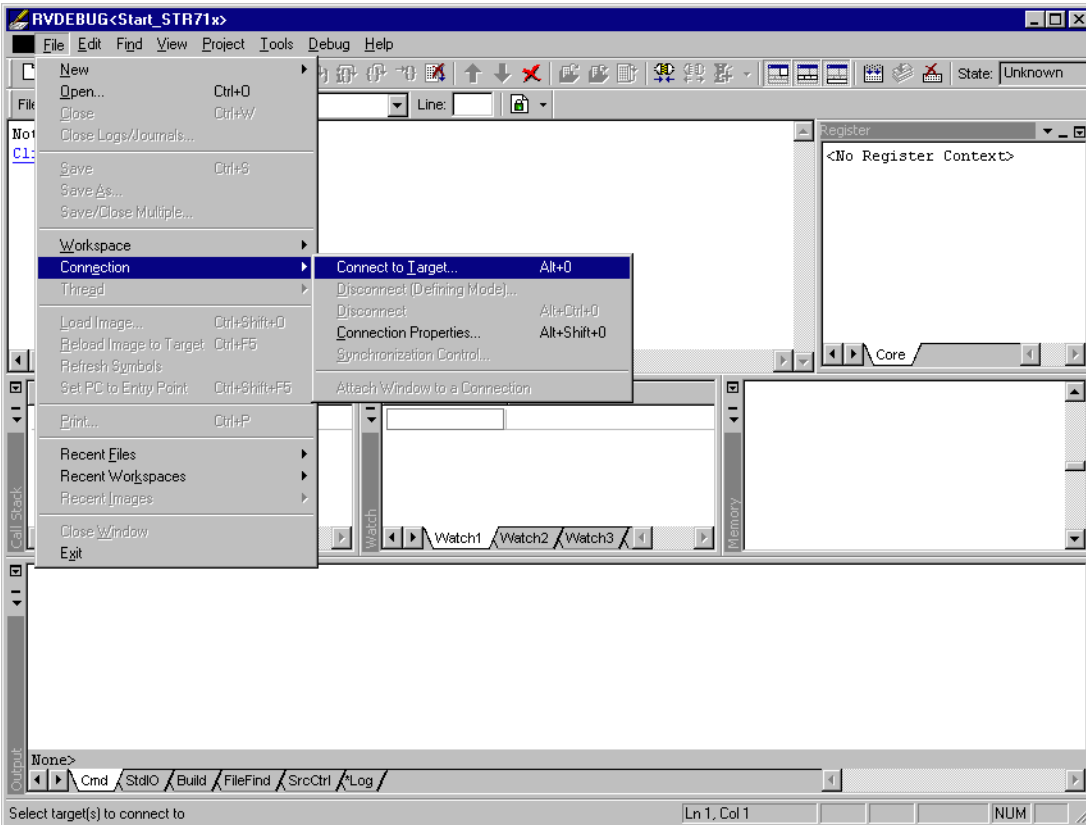 RVDEBUG<Start_STR71x>
File Edit Find View Project Tools Debug Help
State: Unknown
Line:
New
Open... Ctrl+O
Close Ctrl+W
Close Logs/Journals...
Save Ctrl+S
Save As...
Save/Close Multiple...
Workspace
Connection
Thread
Load Image... Ctrl+Shift+O
Reload Image to Target Ctrl+F5
Refresh Symbols
Set PC to Entry Point Ctrl+Shift+F5
Print... Ctrl+P
Recent Files
Recent Workspaces
Recent Images
Close Window
Exit
Connect to Target... Alt+0
Disconnect (Defining Mode)...
Disconnect Alt+Ctrl+0
Connection Properties... Alt+Shift+0
Synchronization Control...
Attach Window to a Connection
Register
<No Register Context>
Core
Call Stack
Watch
Watch1 Watch2 Watch3
Memory
Output
None>
Cmd StdIO Build FileFind SrcCtrl *Log
Select target(s) to connect to
Ln 1, Col 1
NUM